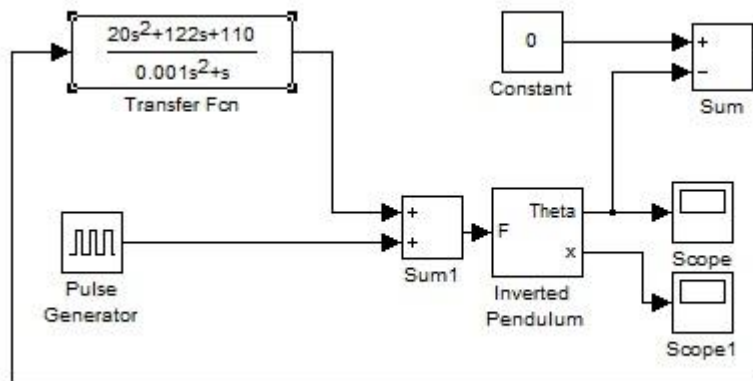 20s²+122s+110
0.001s²+s
Transfer Fcn
0
Constant
+
−
Sum
Pulse
Generator
+
+
Sum1
F
Theta
x
Inverted
Pendulum
Scope
Scope1